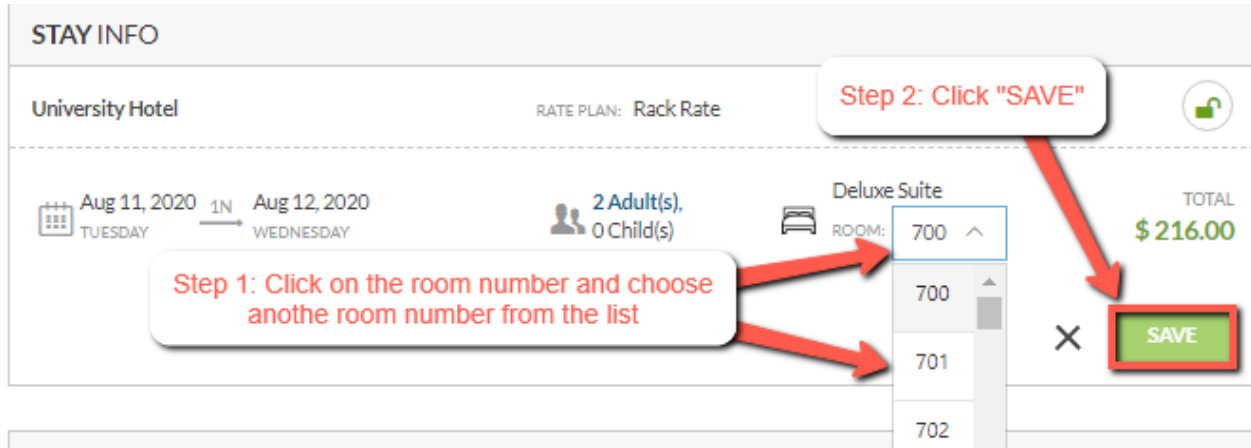 STAY INFO
University Hotel
RATE PLAN: Rack Rate
Step 2: Click "SAVE"
Aug 11, 2020 1N Aug 12, 2020
TUESDAY WEDNESDAY
2 Adult(s),
0 Child(s)
Deluxe Suite
ROOM: 700
TOTAL
$ 216.00
Step 1: Click on the room number and choose
anothe room number from the list
700
701
702
SAVE